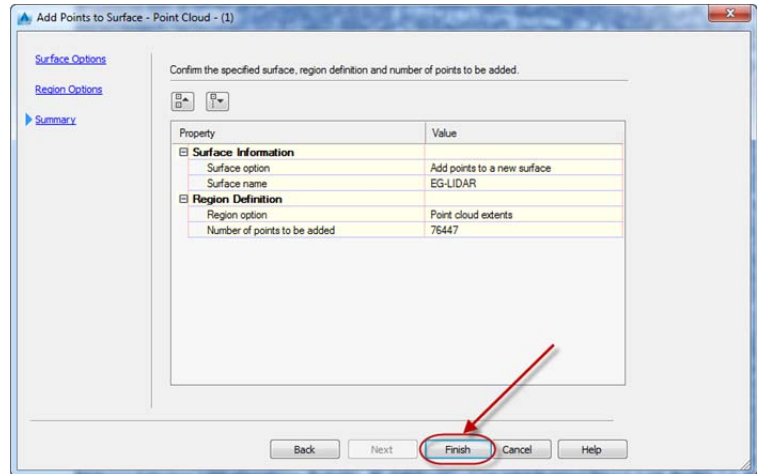 Add Points to Surface - Point Cloud - (1)
Surface Options
Region Options
Summary
Confirm the specified surface, region definition and number of points to be added.
Property Value
Surface Information
Surface option Add points to a new surface
Surface name EG-LIDAR
Region Definition
Region option Point cloud extents
Number of points to be added 76447
Back Next Finish Cancel Help